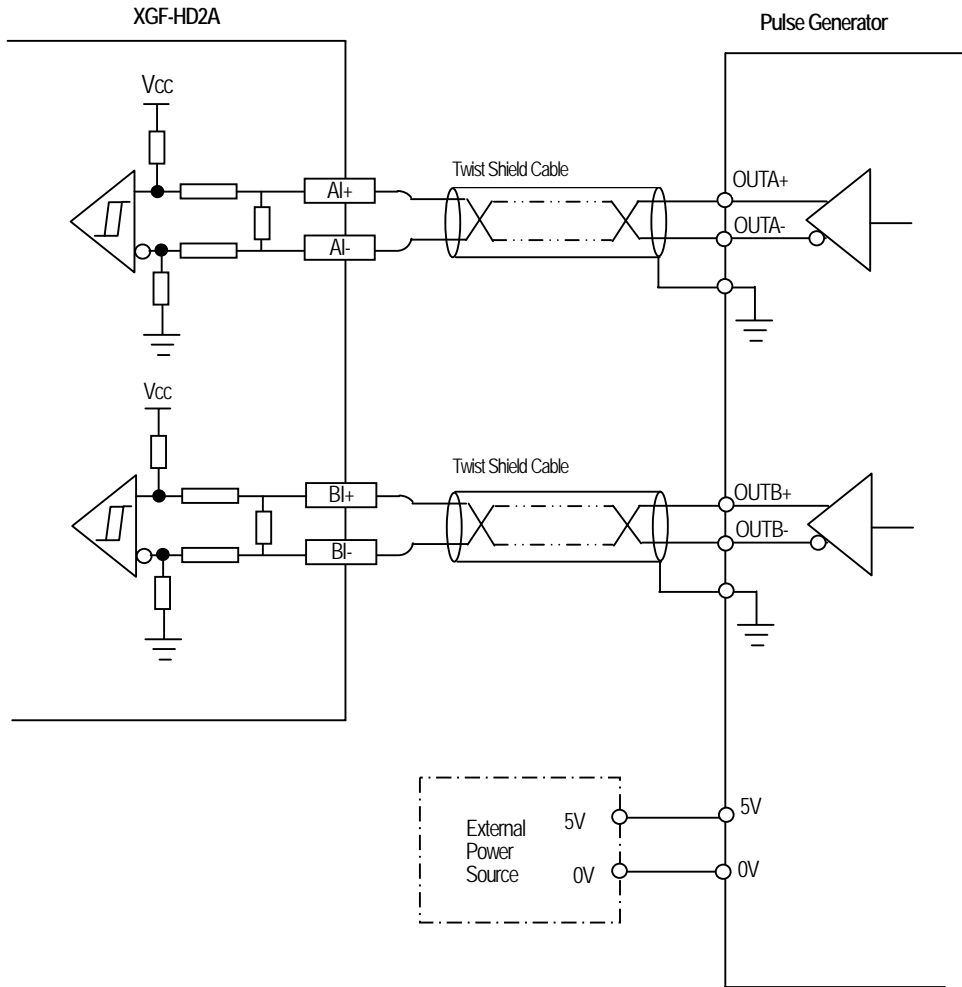 XGF-HD2A
Pulse Generator
Vcc
Twist Shield Cable
AI+
OUTA+
AI-
OUTA-
Vcc
Twist Shield Cable
BI+
OUTB+
BI-
OUTB-
External
Power
Source
5V
0V
5V
0V